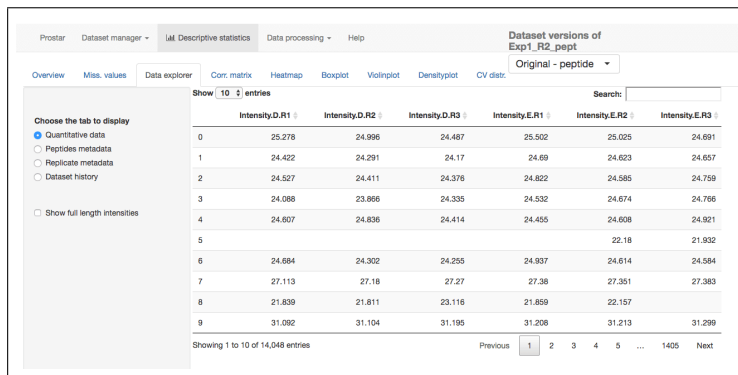 Prostar Dataset manager Descriptive statistics Data processing Help
Dataset versions of
Exp1_R2_pept
Original - peptide
Overview Miss. values Data explorer Corr. matrix Heatmap Boxplot Violinplot Densityplot CV distr.
Choose the tab to display
Quantitative data
Peptides metadata
Replicate metadata
Dataset history
Show full length intensities
Show 10 entries
Search:
Intensity.D.R1 Intensity.D.R2 Intensity.D.R3 Intensity.E.R1 Intensity.E.R2 Intensity.E.R3
0 25.278 24.996 24.487 25.502 25.025 24.691
1 24.422 24.291 24.17 24.69 24.623 24.657
2 24.527 24.411 24.376 24.822 24.585 24.759
3 24.088 23.866 24.335 24.532 24.674 24.766
4 24.607 24.836 24.414 24.455 24.608 24.921
5 22.18 21.932
6 24.684 24.302 24.255 24.937 24.614 24.584
7 27.113 27.18 27.27 27.38 27.351 27.383
8 21.839 21.811 23.116 21.859 22.157
9 31.092 31.104 31.195 31.208 31.213 31.299
Showing 1 to 10 of 14,048 entries
Previous 1 2 3 4 5 ... 1405 Next